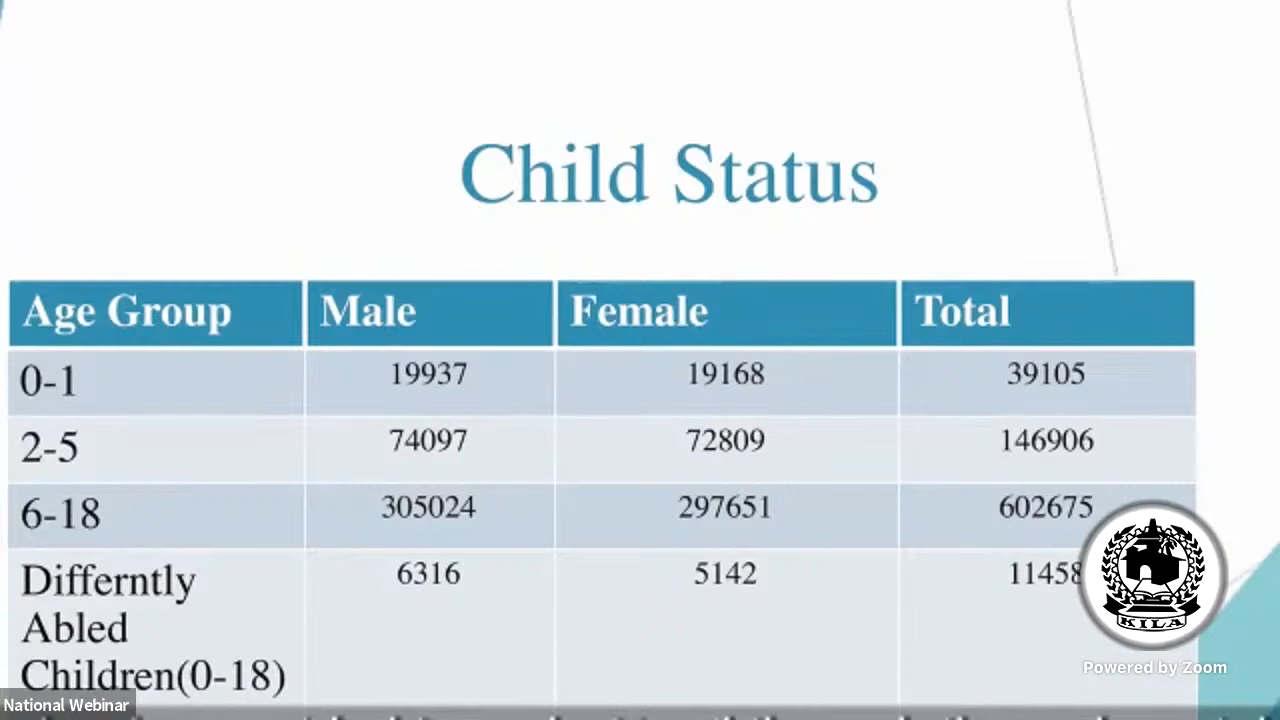 Child Status
Age Group Male Female Total
0-1 19937 19168 39105
2-5 74097 72809 146906
6-18 305024 297651 602675
Differntly 6316 5142 11458
Abled
Children(0-18)
KILA
Powered by Zoom
National Webinar